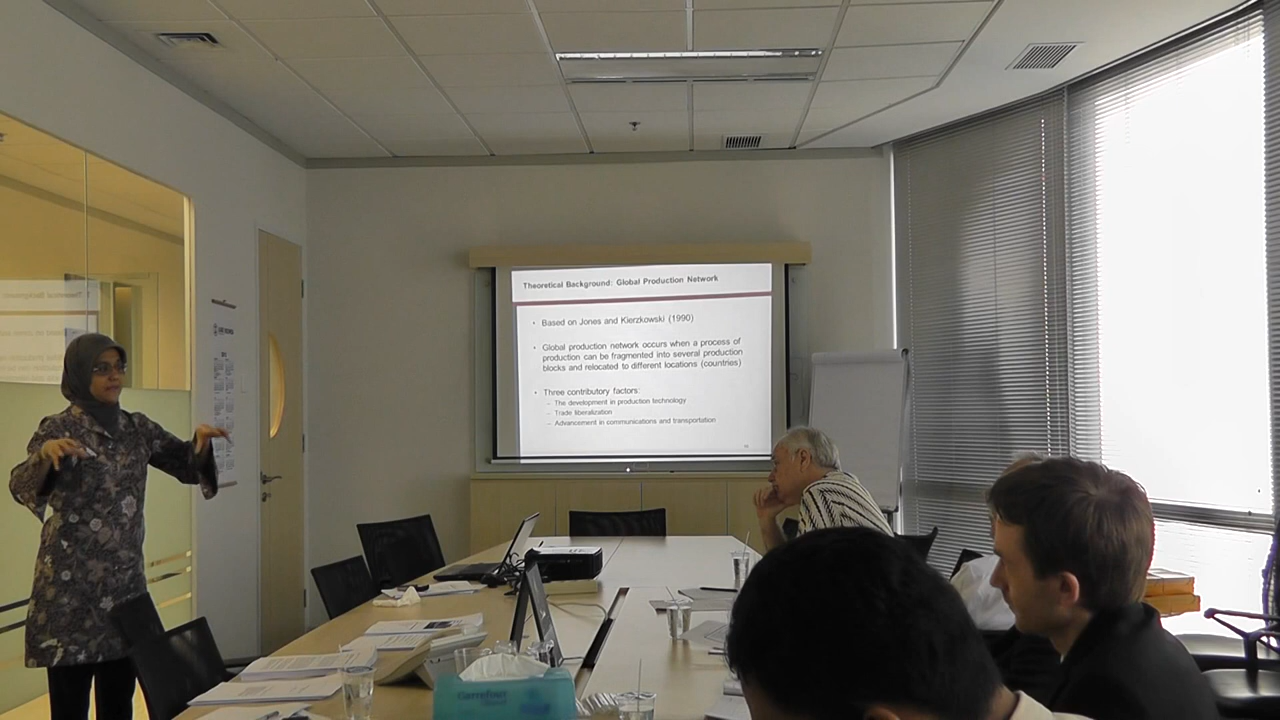 Theoretical Background: Global Production Network
• Based on Jones and Kierzkowski (1990)
• Global production network occurs when a process of
production can be fragmented into several production
blocks and relocated to different locations (countries)
• Three contributory factors:
– The development in production technology
– Trade liberalization
– Advancement in communications and transportation
Carrefour